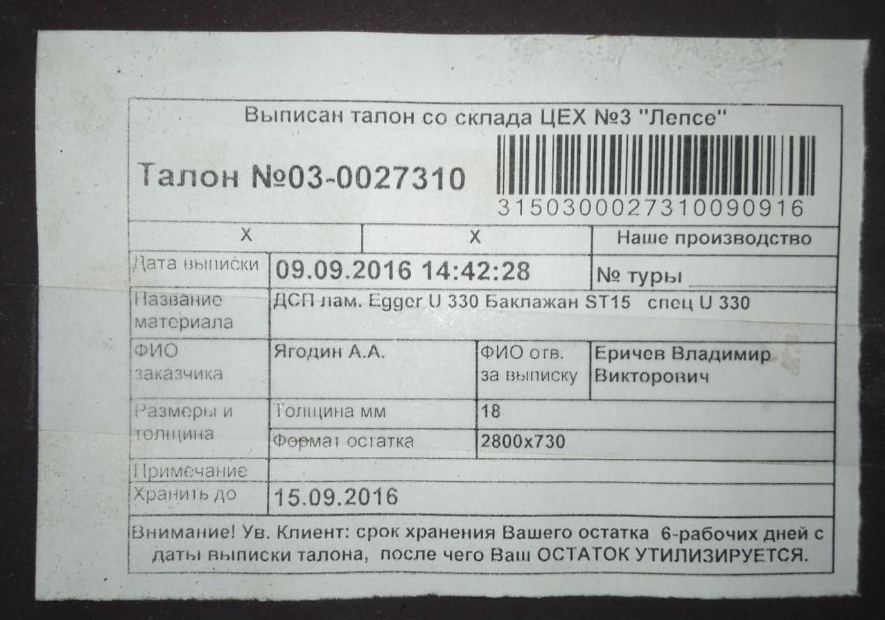 Выписан талон со склада ЦЕХ №3 "Лепсе"
Талон №03-0027310
3150300027310090916
X X Наше производство
Дата выписки 09.09.2016 14:42:28 № туры
Название материала
ДСП лам. Egger U 330 Баклажан ST15 спец U 330
ФИО заказчика
Ягодин А.А.
ФИО отв. за выписку
Еричев Владимир Викторович
Размеры и толщина
Толщина мм 18
Формат остатка 2800x730
Примечание
Хранить до 15.09.2016
Внимание! Ув. Клиент: срок хранения Вашего остатка 6-рабочих дней с
даты выписки талона, после чего Ваш ОСТАТОК УТИЛИЗИРУЕТСЯ.